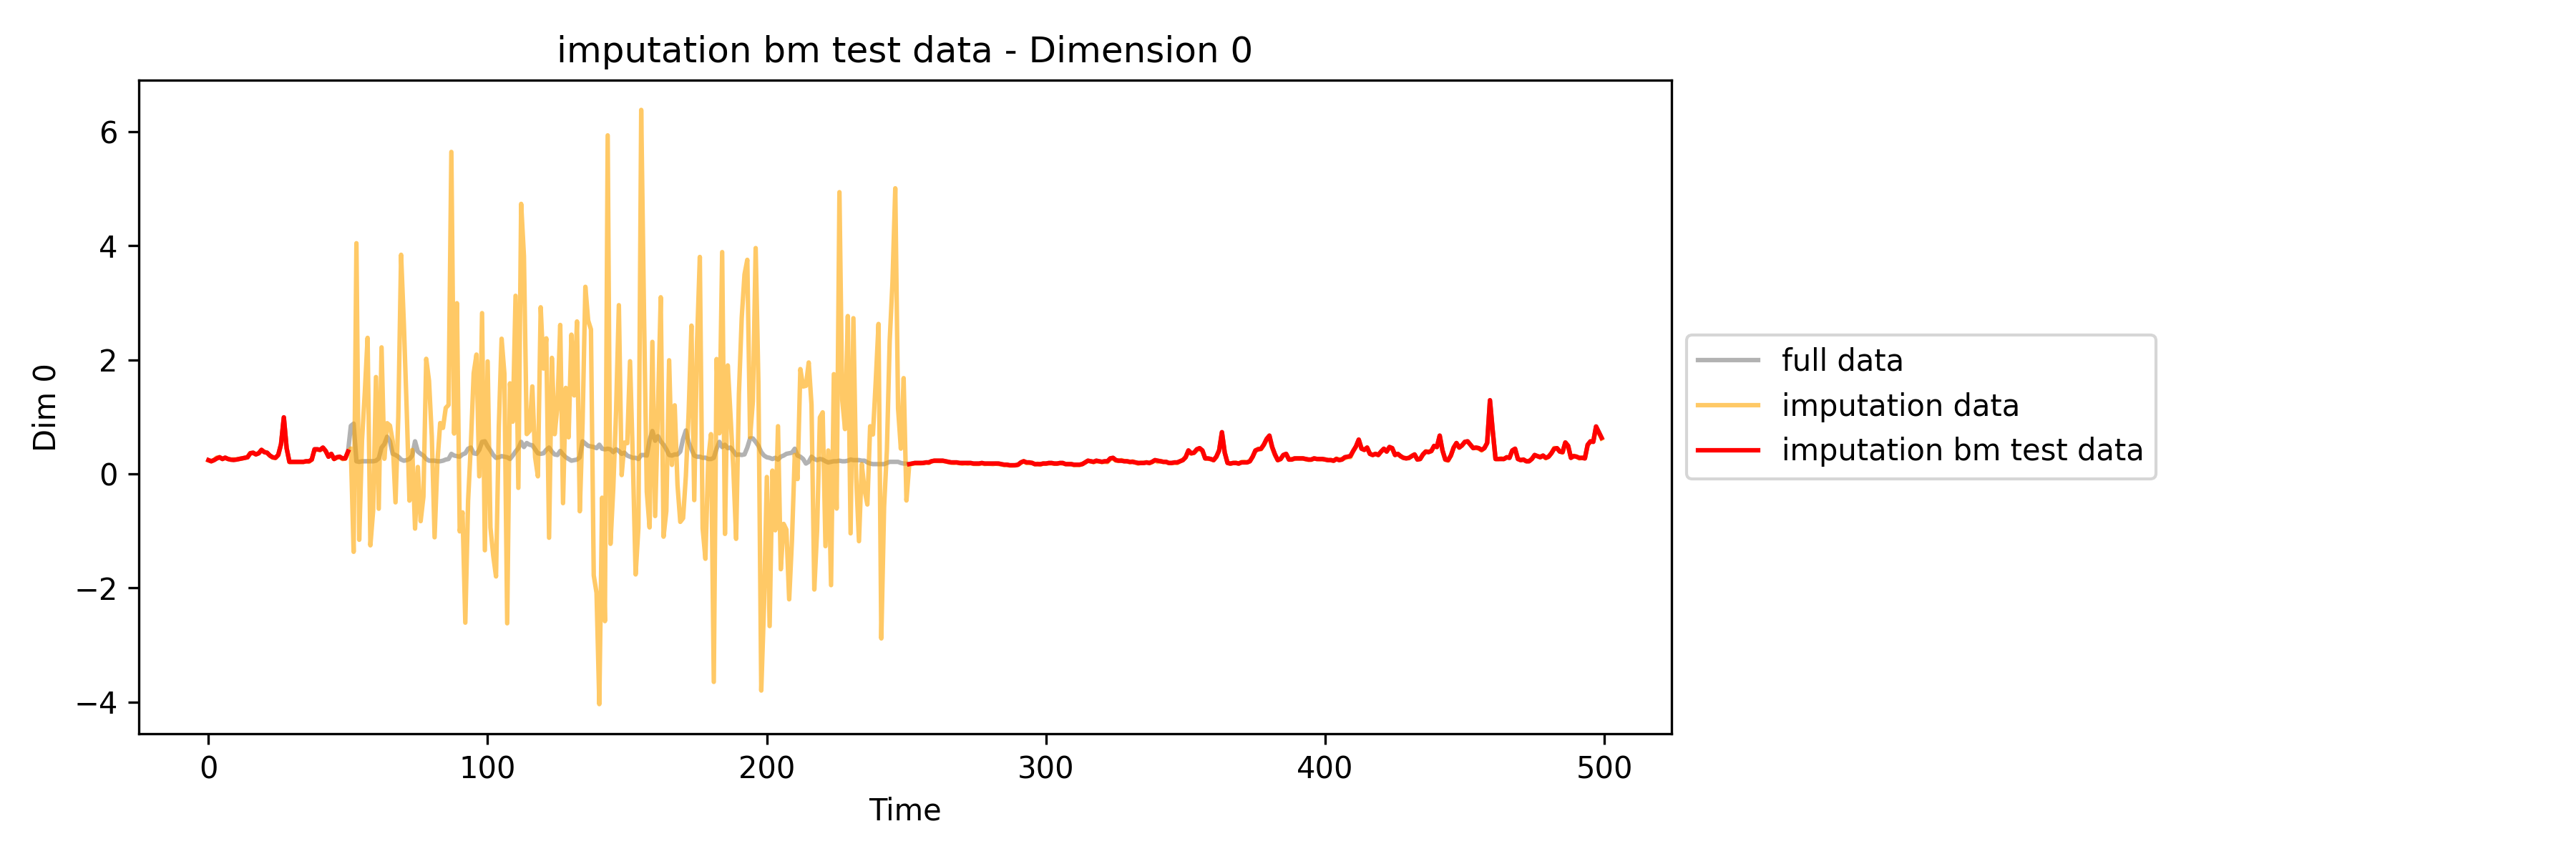 imputation bm test data - Dimension 0
6
4
2
0
−2
−4
Dim 0
0 100 200 300 400 500
Time
full data
imputation data
imputation bm test data